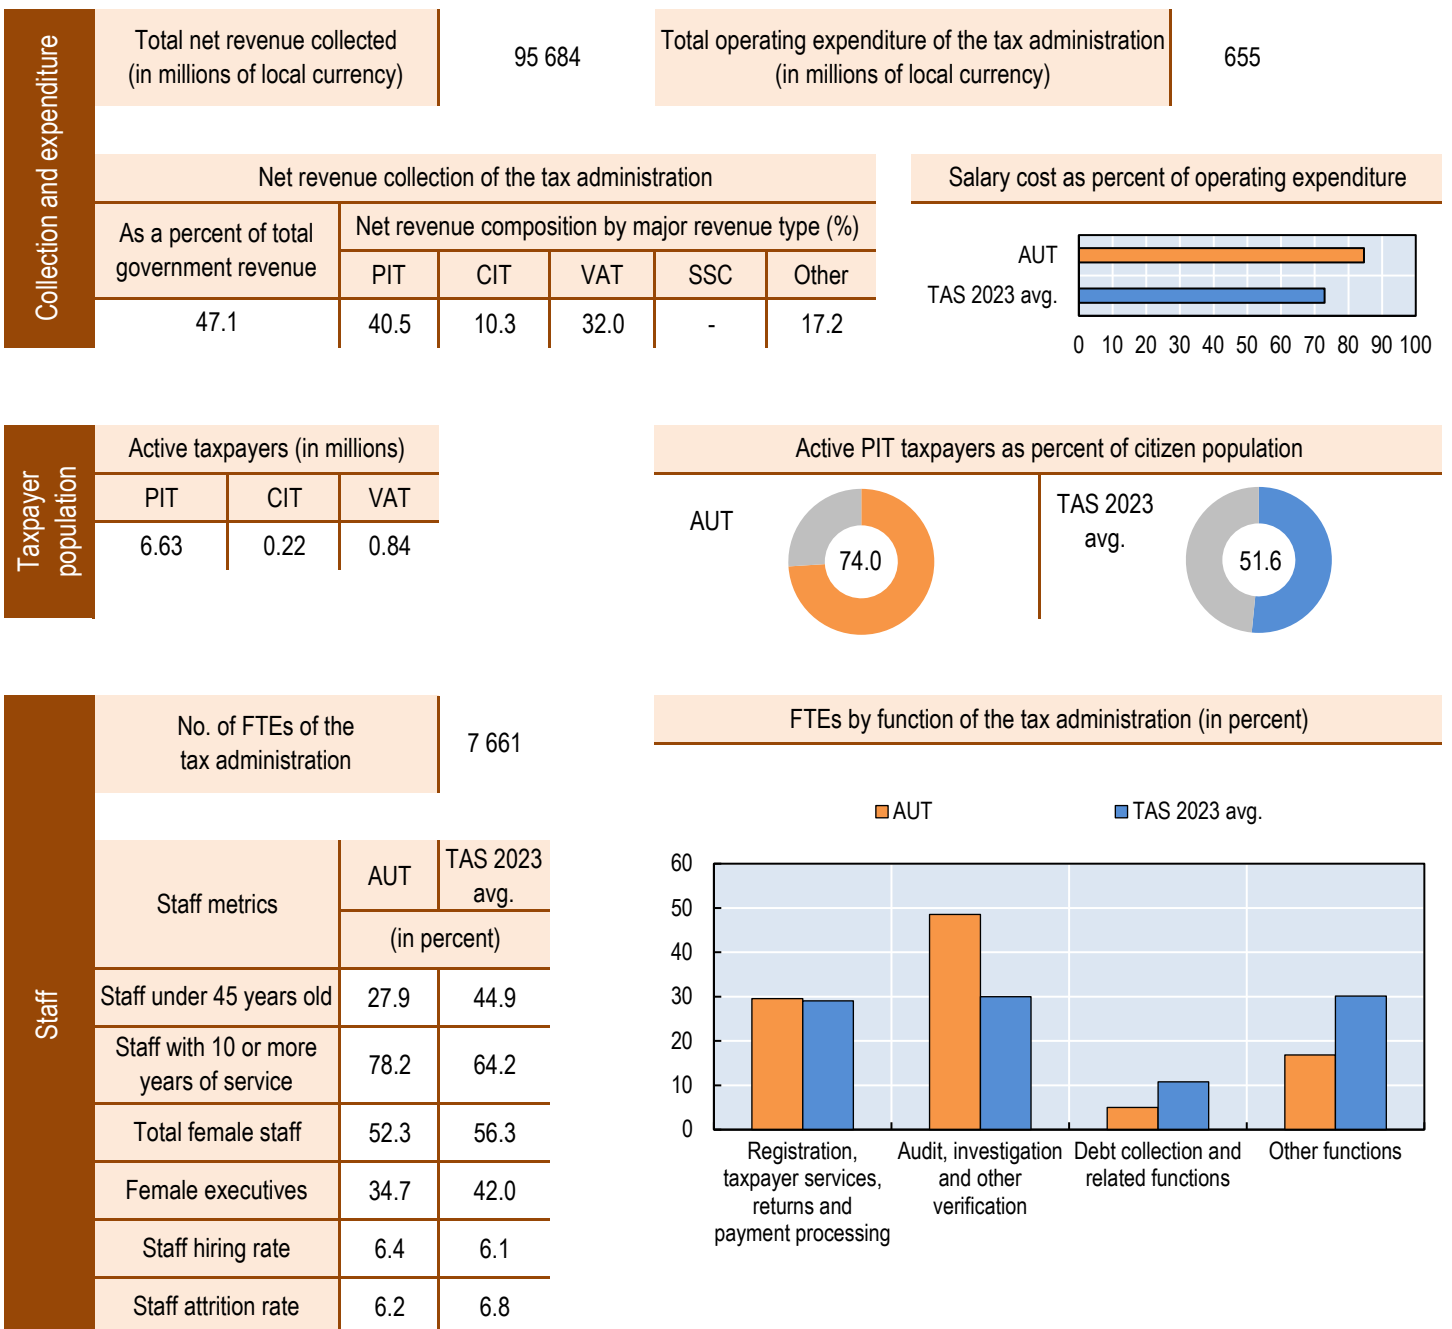 Collection and expenditure
Total net revenue collected
(in millions of local currency)
95 684
Total operating expenditure of the tax administration
(in millions of local currency)
655
Net revenue collection of the tax administration
As a percent of total
government revenue
Net revenue composition by major revenue type (%)
PIT CIT VAT SSC Other
47.1 40.5 10.3 32.0 - 17.2
Salary cost as percent of operating expenditure
AUT
TAS 2023 avg.
0 10 20 30 40 50 60 70 80 90 100
Taxpayer
population
Active taxpayers (in millions)
PIT CIT VAT
6.63 0.22 0.84
Active PIT taxpayers as percent of citizen population
AUT
74.0
TAS 2023
avg.
51.6
Staff
No. of FTEs of the
tax administration
7 661
Staff metrics
AUT
TAS 2023
avg.
(in percent)
Staff under 45 years old 27.9 44.9
Staff with 10 or more
years of service
78.2 64.2
Total female staff 52.3 56.3
Female executives 34.7 42.0
Staff hiring rate 6.4 6.1
Staff attrition rate 6.2 6.8
FTEs by function of the tax administration (in percent)
AUT TAS 2023 avg.
60
50
40
30
20
10
0
Registration,
taxpayer services,
returns and
payment processing
Audit, investigation
and other
verification
Debt collection and
related functions
Other functions